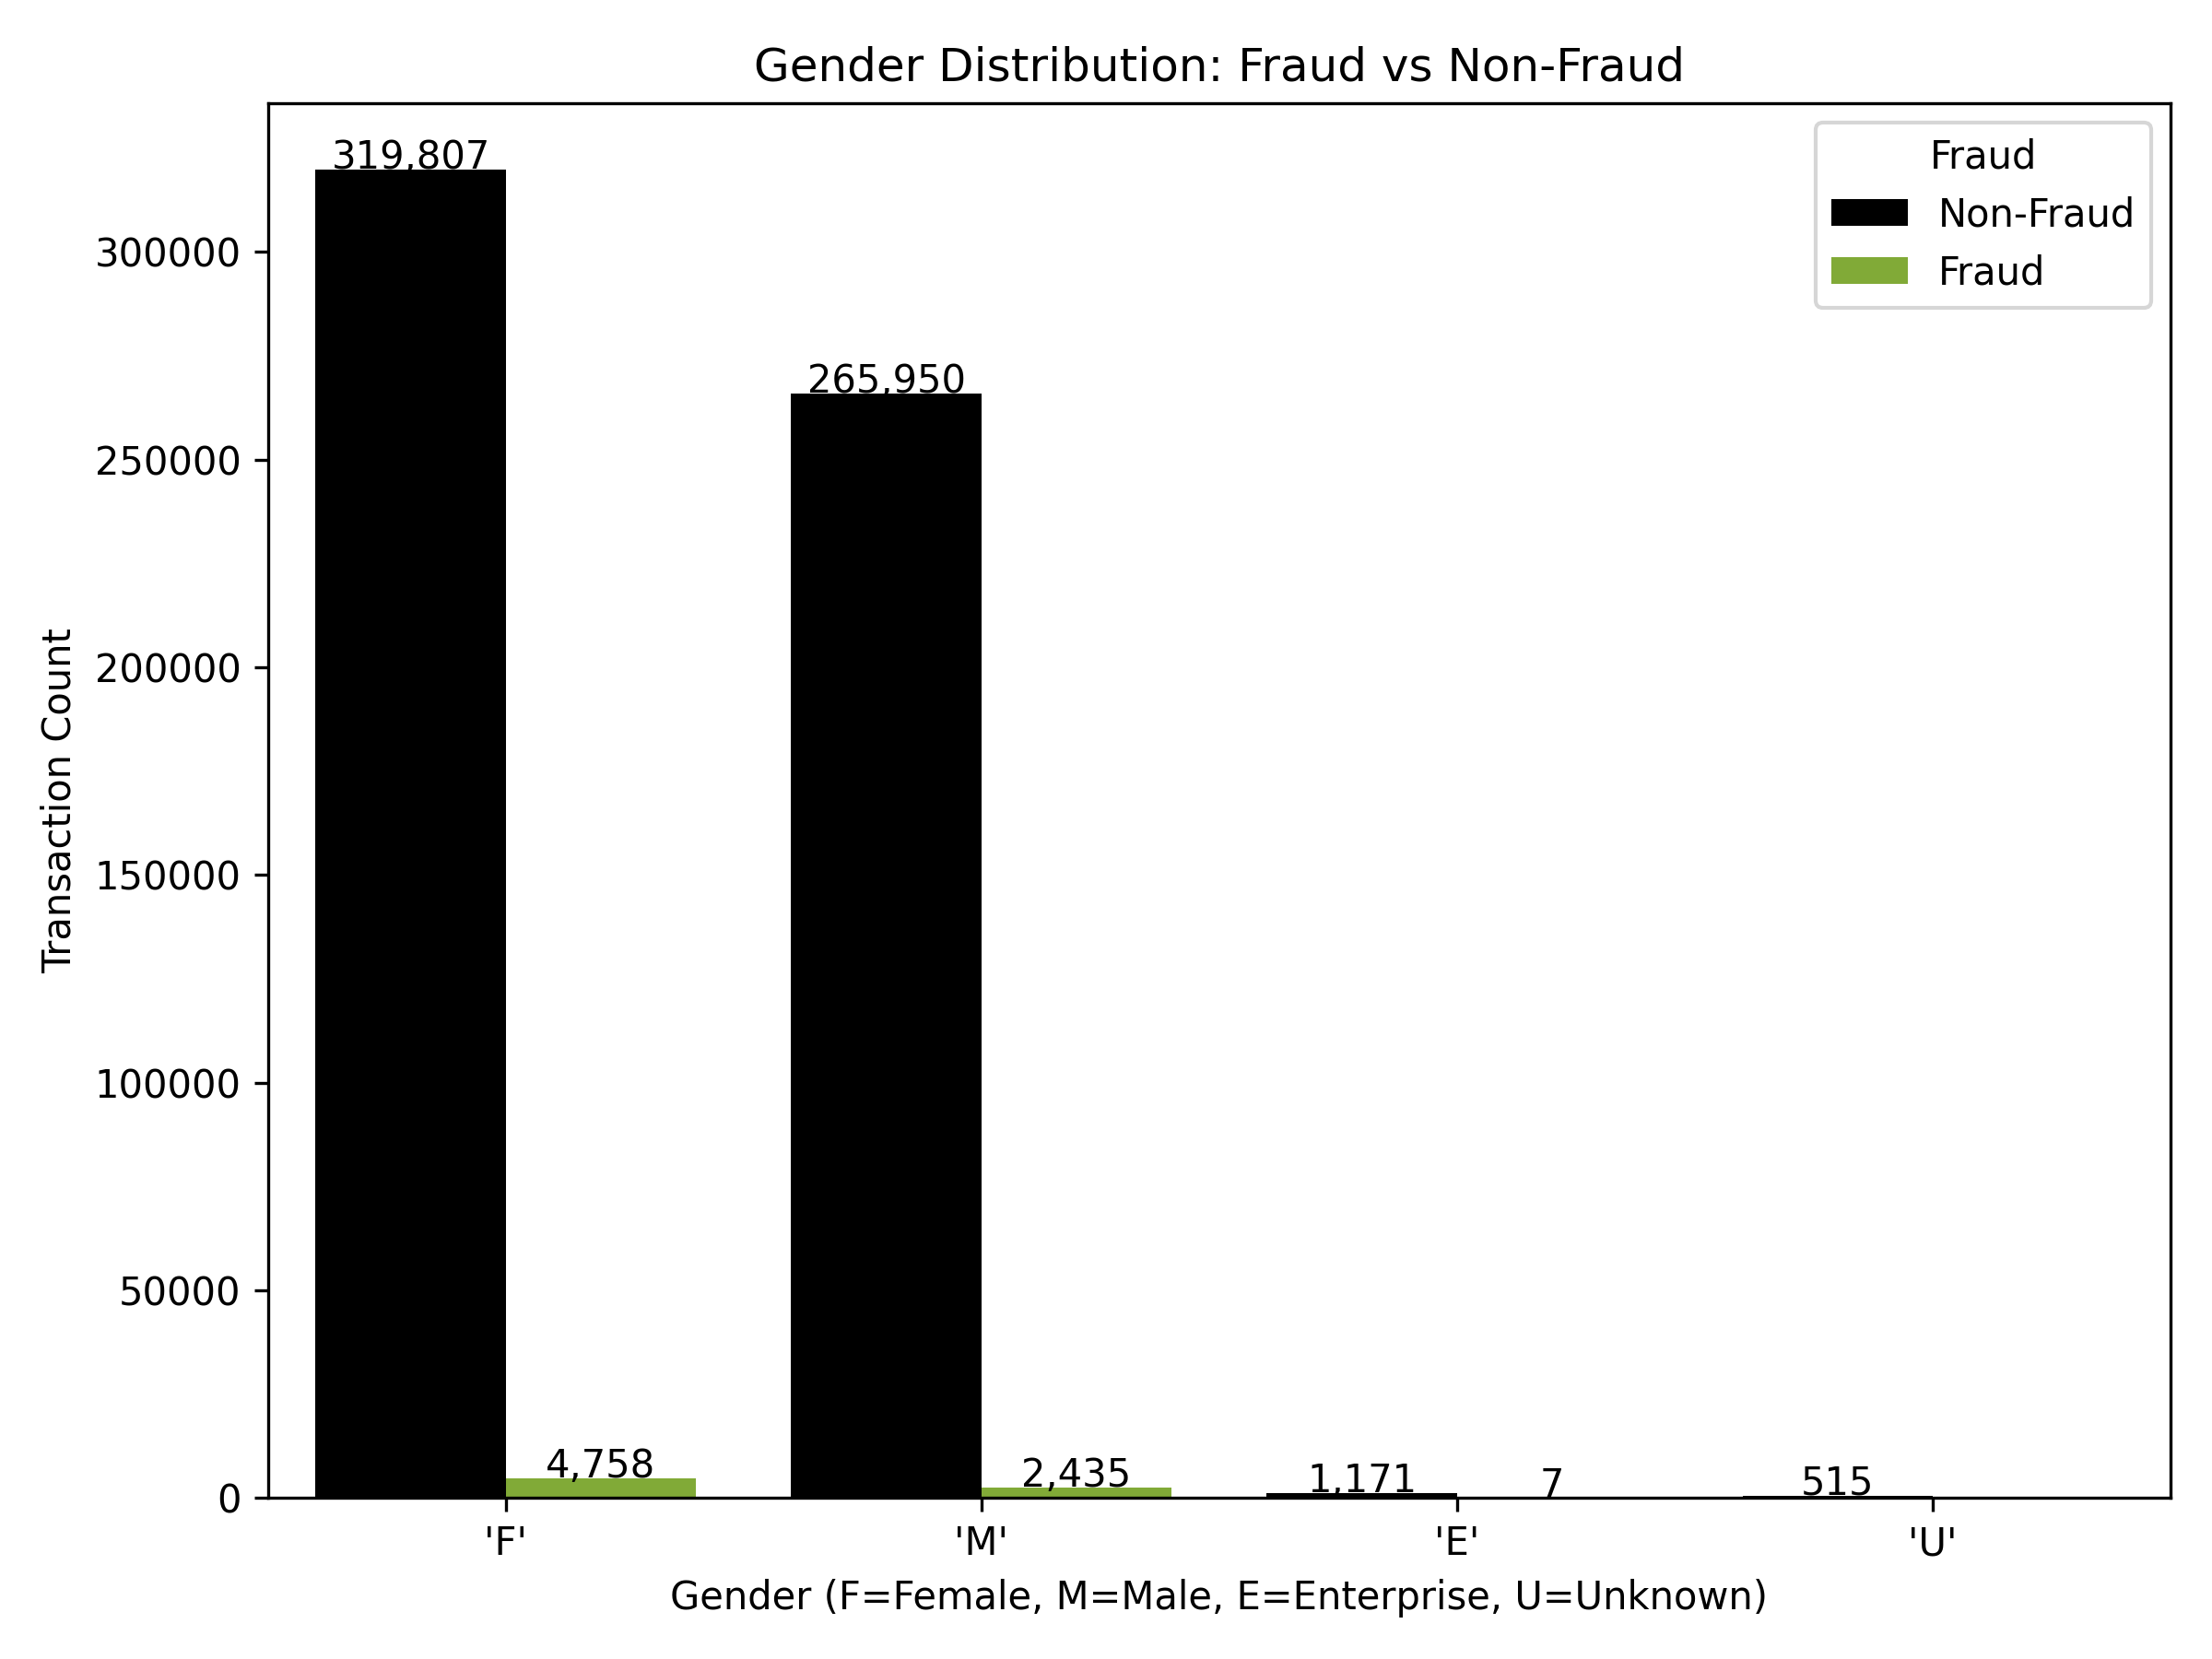 Gender Distribution: Fraud vs Non-Fraud
Fraud
Non-Fraud
Fraud
319,807
265,950
4,758
2,435
1,171
7
515
300000
250000
200000
150000
100000
50000
0
Transaction Count
'F'
'M'
'E'
'U'
Gender (F=Female, M=Male, E=Enterprise, U=Unknown)